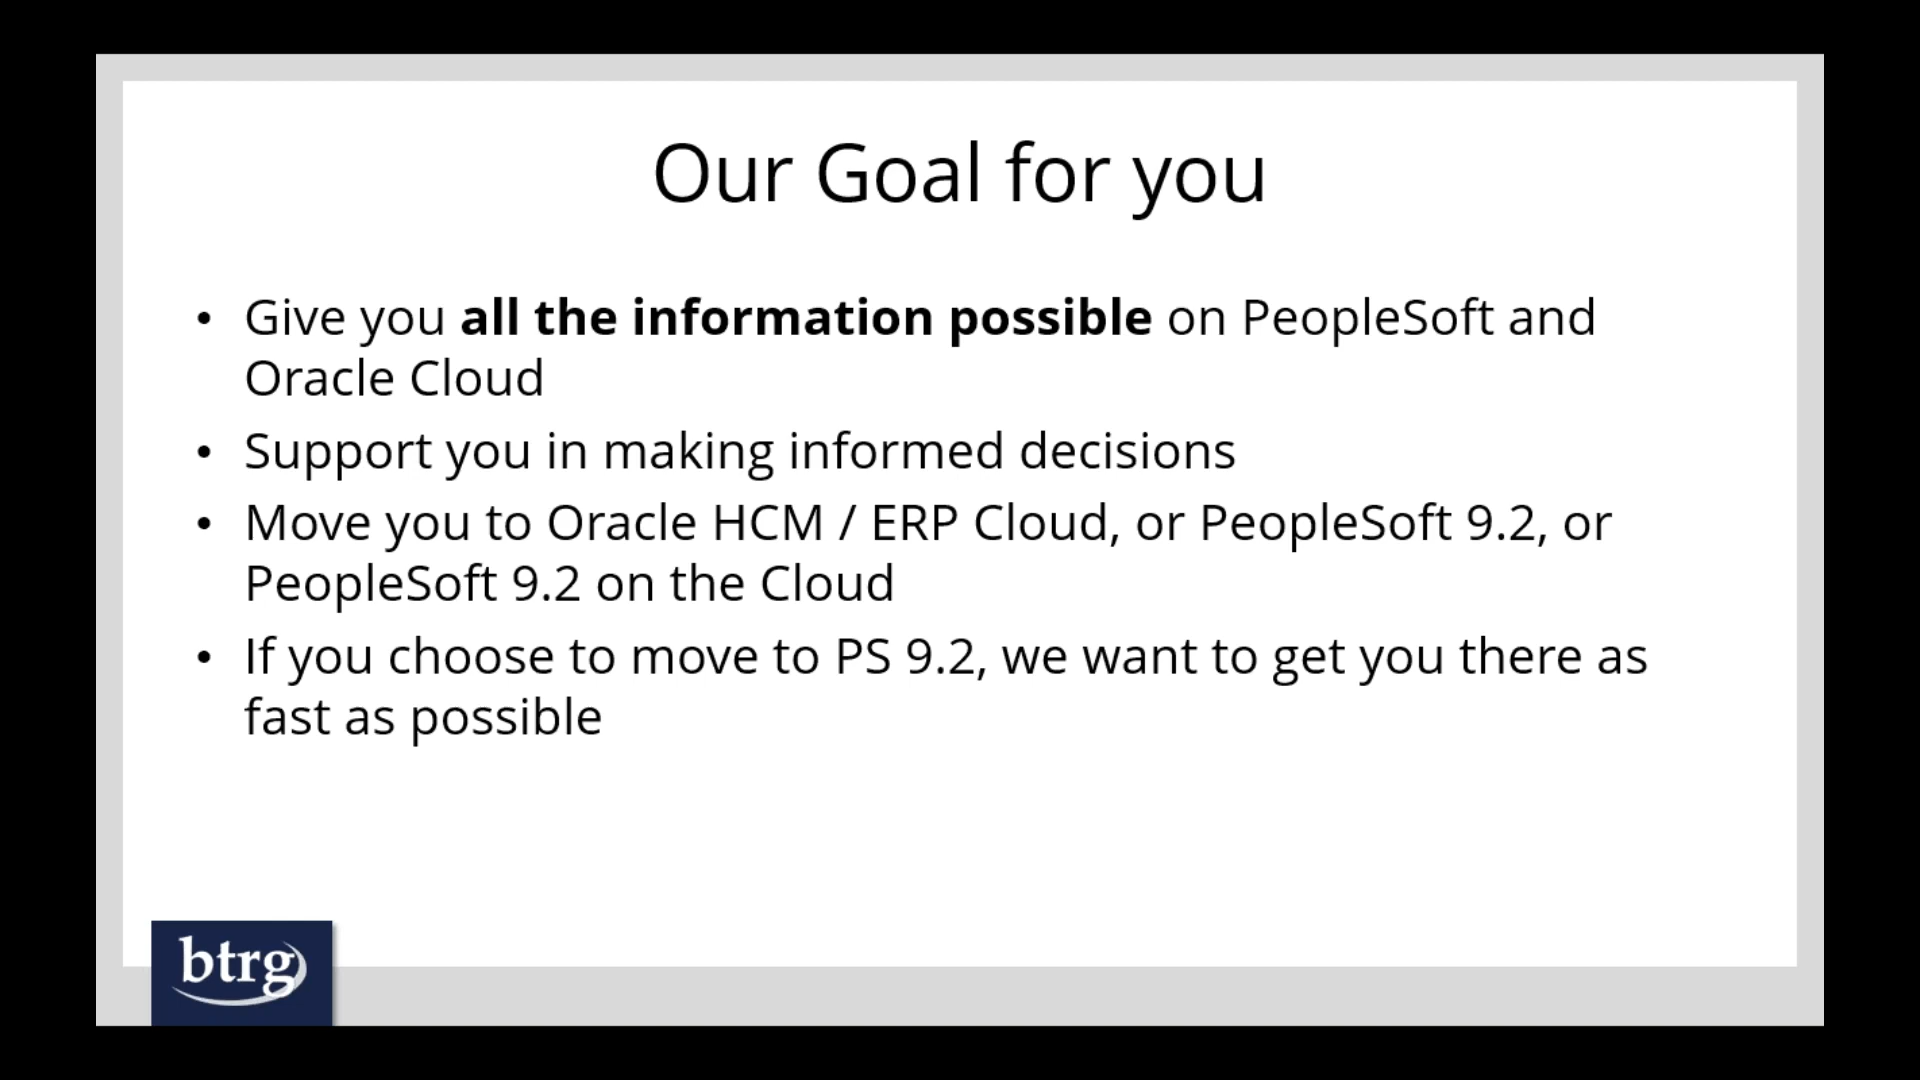 Our Goal for you
• Give you all the information possible on PeopleSoft and
Oracle Cloud
• Support you in making informed decisions
• Move you to Oracle HCM / ERP Cloud, or PeopleSoft 9.2, or
PeopleSoft 9.2 on the Cloud
• If you choose to move to PS 9.2, we want to get you there as
fast as possible
btrg